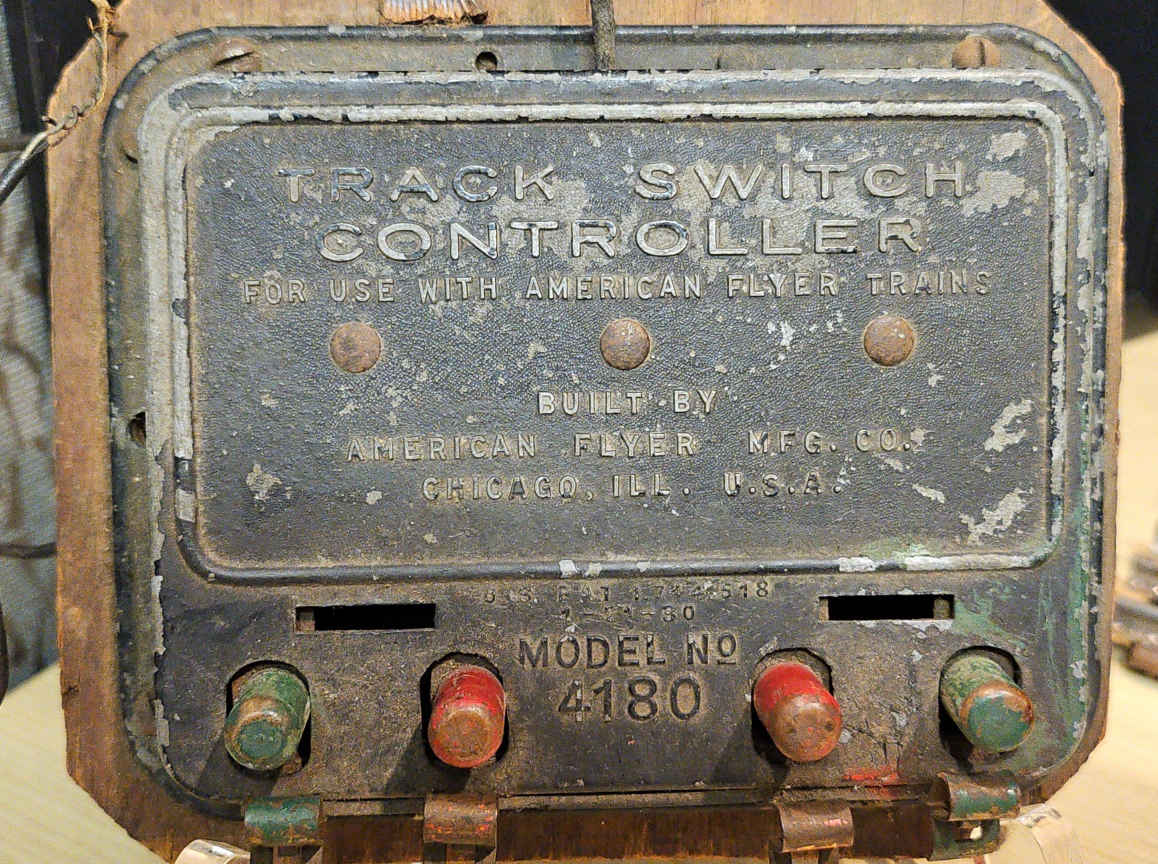 TRACK SWITCH
CONTROLLER
FOR USE WITH AMERICAN FLYER TRAINS
BUILT BY
AMERICAN FLYER MFG. CO.
CHICAGO, ILL. U.S.A.
U.S. PAT.
MODEL Nº
4180